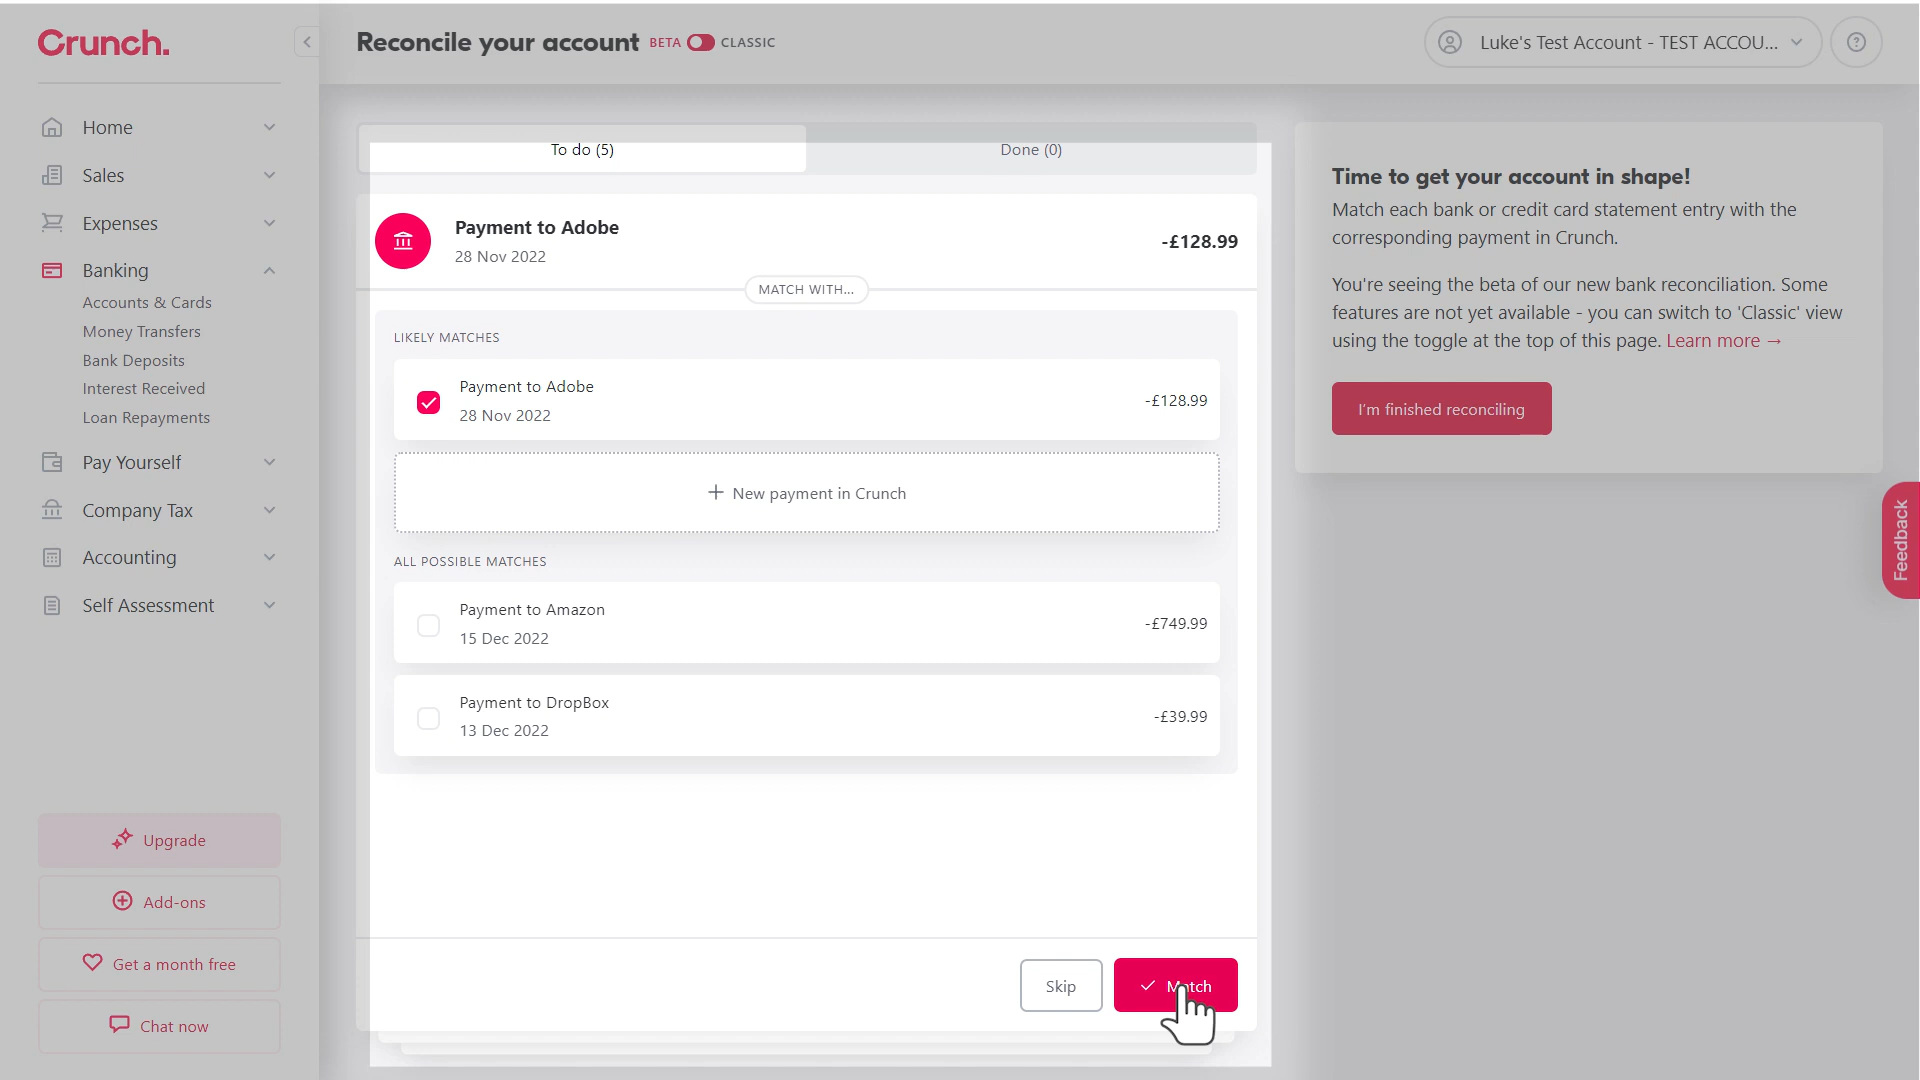 Crunch.
Reconcile your account BETA CLASSIC
Luke's Test Account - TEST ACCOU...
Home
Sales
Expenses
Banking
Accounts & Cards
Money Transfers
Bank Deposits
Interest Received
Loan Repayments
Pay Yourself
Company Tax
Accounting
Self Assessment
Upgrade
Add-ons
Get a month free
Chat now
To do (5)
Done (0)
Payment to Adobe
28 Nov 2022
-£128.99
MATCH WITH...
LIKELY MATCHES
Payment to Adobe
28 Nov 2022
-£128.99
New payment in Crunch
ALL POSSIBLE MATCHES
Payment to Amazon
15 Dec 2022
-£749.99
Payment to DropBox
13 Dec 2022
-£39.99
Skip
Match
Time to get your account in shape!
Match each bank or credit card statement entry with the
corresponding payment in Crunch.
You're seeing the beta of our new bank reconciliation. Some
features are not yet available - you can switch to 'Classic' view
using the toggle at the top of this page. Learn more →
I'm finished reconciling
Feedback